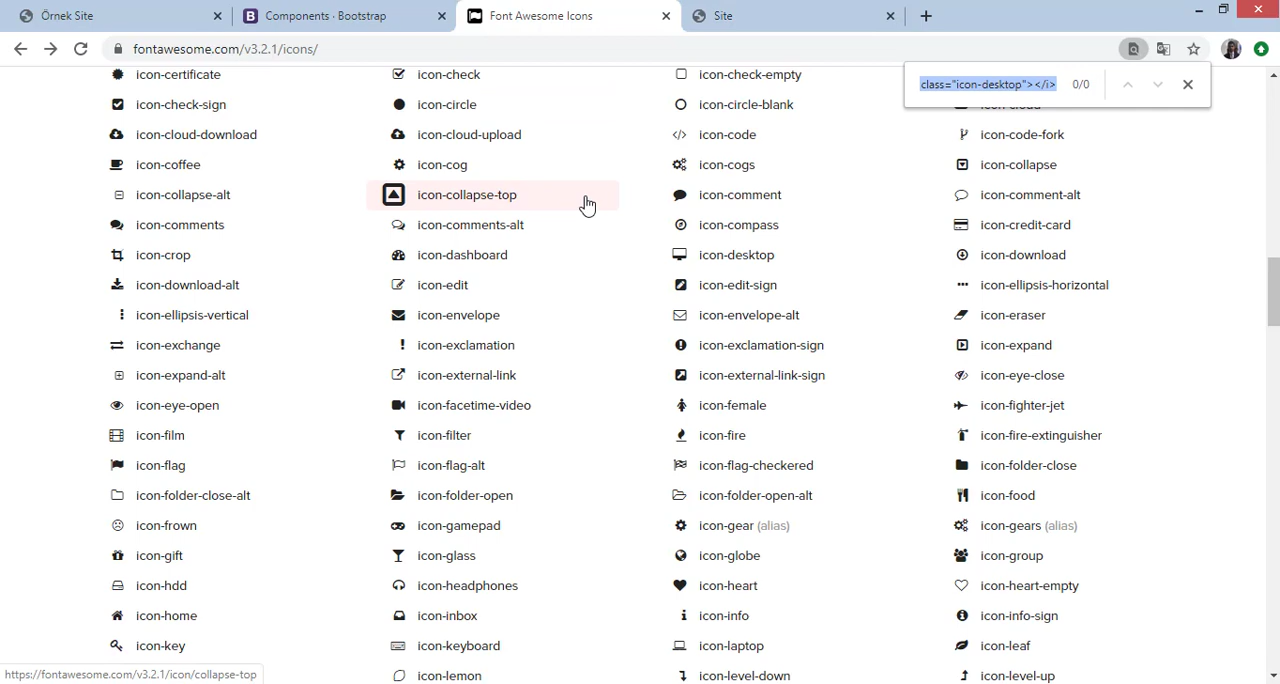 Örnek Site
Components · Bootstrap
Font Awesome Icons
Site
fontawesome.com/v3.2.1/icons/
class="icon-desktop"></i> 0/0
icon-certificate icon-check icon-check-empty
icon-check-sign icon-circle icon-circle-blank icon-cloud
icon-cloud-download icon-cloud-upload icon-code icon-code-fork
icon-coffee icon-cog icon-cogs icon-collapse
icon-collapse-alt icon-collapse-top icon-comment icon-comment-alt
icon-comments icon-comments-alt icon-compass icon-credit-card
icon-crop icon-dashboard icon-desktop icon-download
icon-download-alt icon-edit icon-edit-sign icon-ellipsis-horizontal
icon-ellipsis-vertical icon-envelope icon-envelope-alt icon-eraser
icon-exchange icon-exclamation icon-exclamation-sign icon-expand
icon-expand-alt icon-external-link icon-external-link-sign icon-eye-close
icon-eye-open icon-facetime-video icon-female icon-fighter-jet
icon-film icon-filter icon-fire icon-fire-extinguisher
icon-flag icon-flag-alt icon-flag-checkered icon-folder-close
icon-folder-close-alt icon-folder-open icon-folder-open-alt icon-food
icon-frown icon-gamepad icon-gear (alias) icon-gears (alias)
icon-gift icon-glass icon-globe icon-group
icon-hdd icon-headphones icon-heart icon-heart-empty
icon-home icon-inbox icon-info icon-info-sign
icon-key icon-keyboard icon-laptop icon-leaf
icon-lemon icon-level-down icon-level-up
https://fontawesome.com/v3.2.1/icon/collapse-top